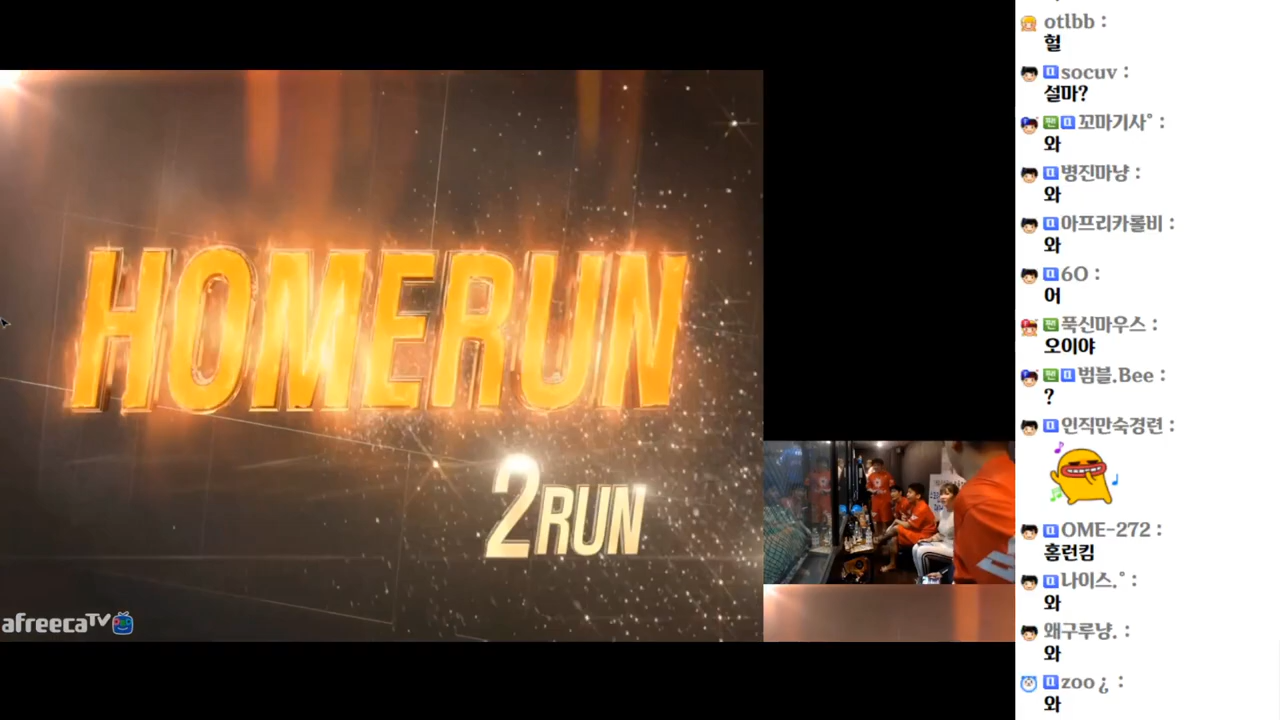 HOMERUN
2RUN
afreecaTV
otlbb :
헐
socuv :
설마?
꼬마기사° :
와
병진마냥 :
와
아프리카롤비 :
와
6O :
어
푹신마우스 :
오이야
범블.Bee :
?
인직만숙경련 :
OME-272 :
홈런킴
나이스.° :
와
왜구루냥. :
와
zoo¿ :
와